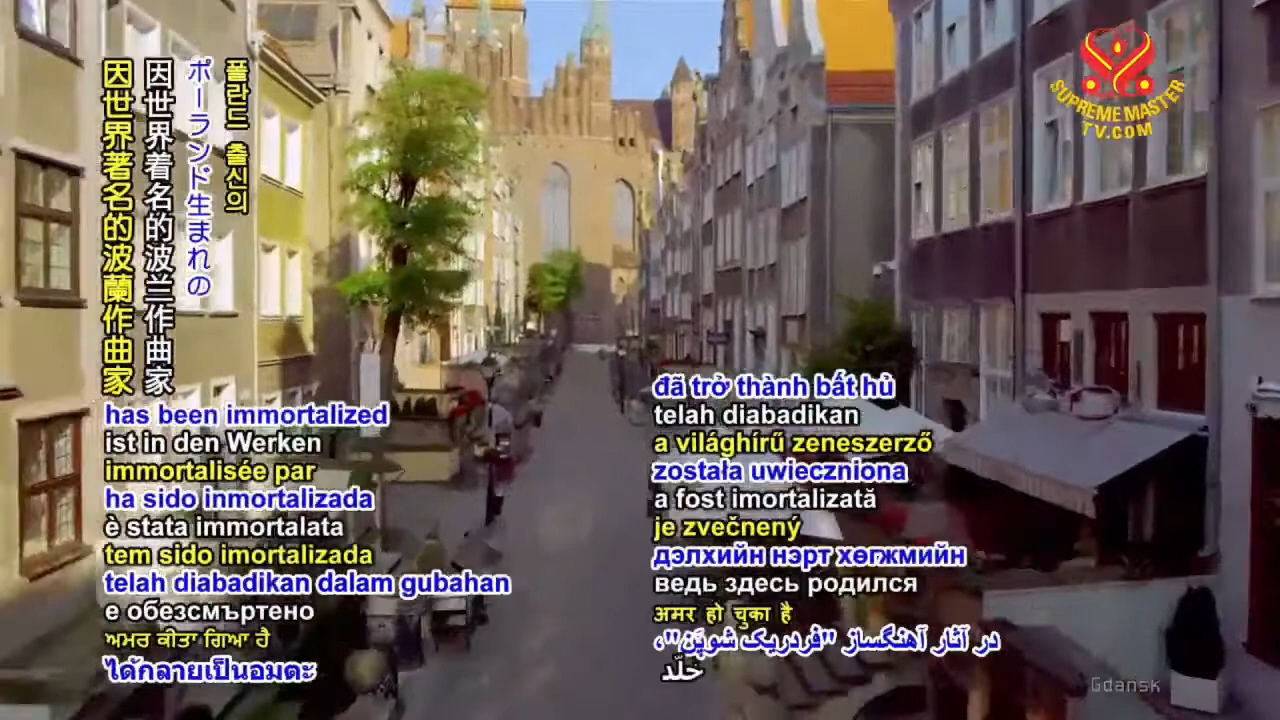 因世界著名的波蘭作曲家
因世界着名的波兰作曲家
ポーランド生まれの
폴란드 출신의
has been immortalized
ist in den Werken
immortalisée par
ha sido inmortalizada
è stata immortalata
tem sido imortalizada
telah diabadikan dalam gubahan
е обезсмъртено
ਅਮਰ ਕੀਤਾ ਗਿਆ ਹੈ
ได้กลายเป็นอมตะ
đã trở thành bất hủ
telah diabadikan
a világhírű zeneszerző
została uwieczniona
a fost imortalizată
je zvečnený
дэлхийн нэрт хөгжмийн
ведь здесь родился
अमर हो चुका है
در آثار آهنگساز "فردریک شوپَن"،
خلّد
SUPREME MASTER
TV.COM
Gdansk